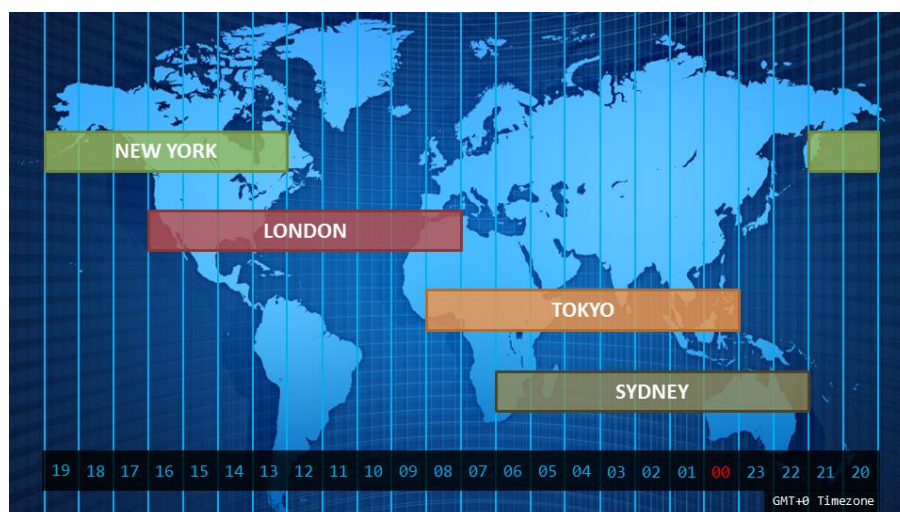 NEW YORK
LONDON
TOKYO
SYDNEY
19 18 17 16 15 14 13 12 11 10 09 08 07 06 05 04 03 02 01 00 23 22 21 20
GMT+0 Timezone